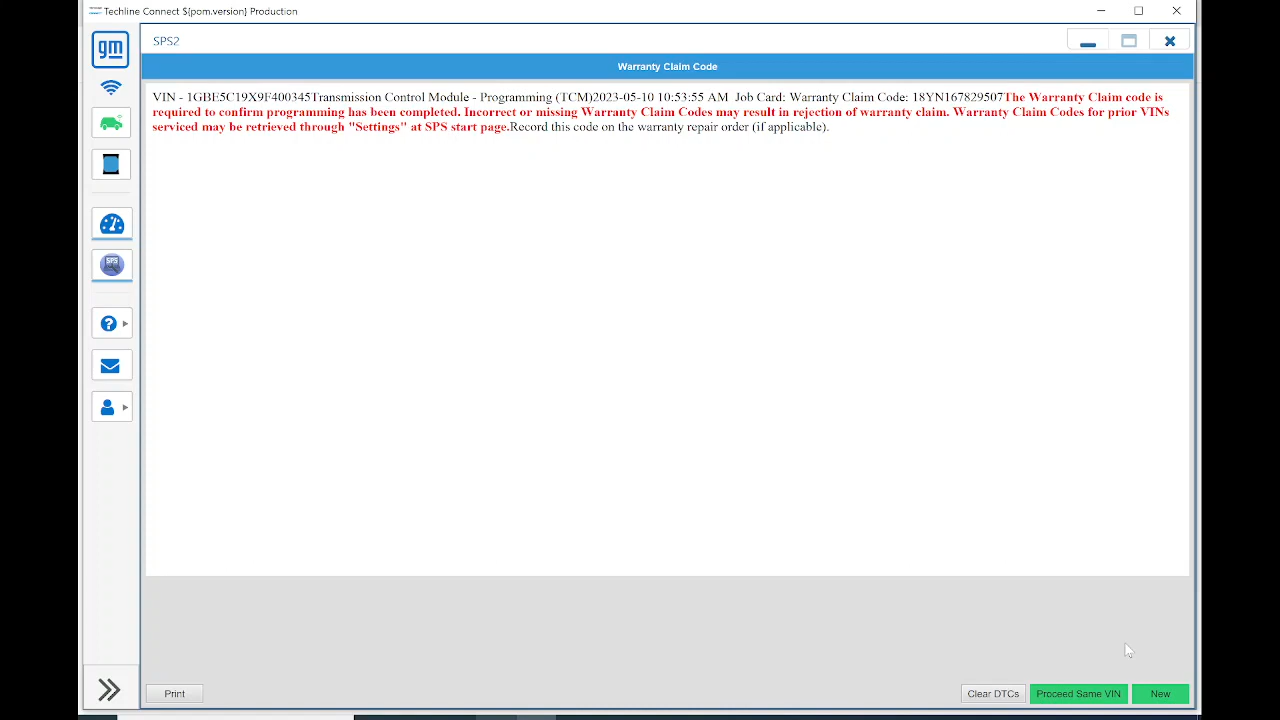 Techline Connect ${pom.version} Production
gm
SPS2
Warranty Claim Code
VIN - 1GBE5C19X9F400345Transmission Control Module - Programming (TCM)2023-05-10 10:53:55 AM  Job Card: Warranty Claim Code: 18YN167829507The Warranty Claim code is
required to confirm programming has been completed. Incorrect or missing Warranty Claim Codes may result in rejection of warranty claim. Warranty Claim Codes for prior VINs
serviced may be retrieved through "Settings" at SPS start page.Record this code on the warranty repair order (if applicable).
SPS
Print
Clear DTCs
Proceed Same VIN
New